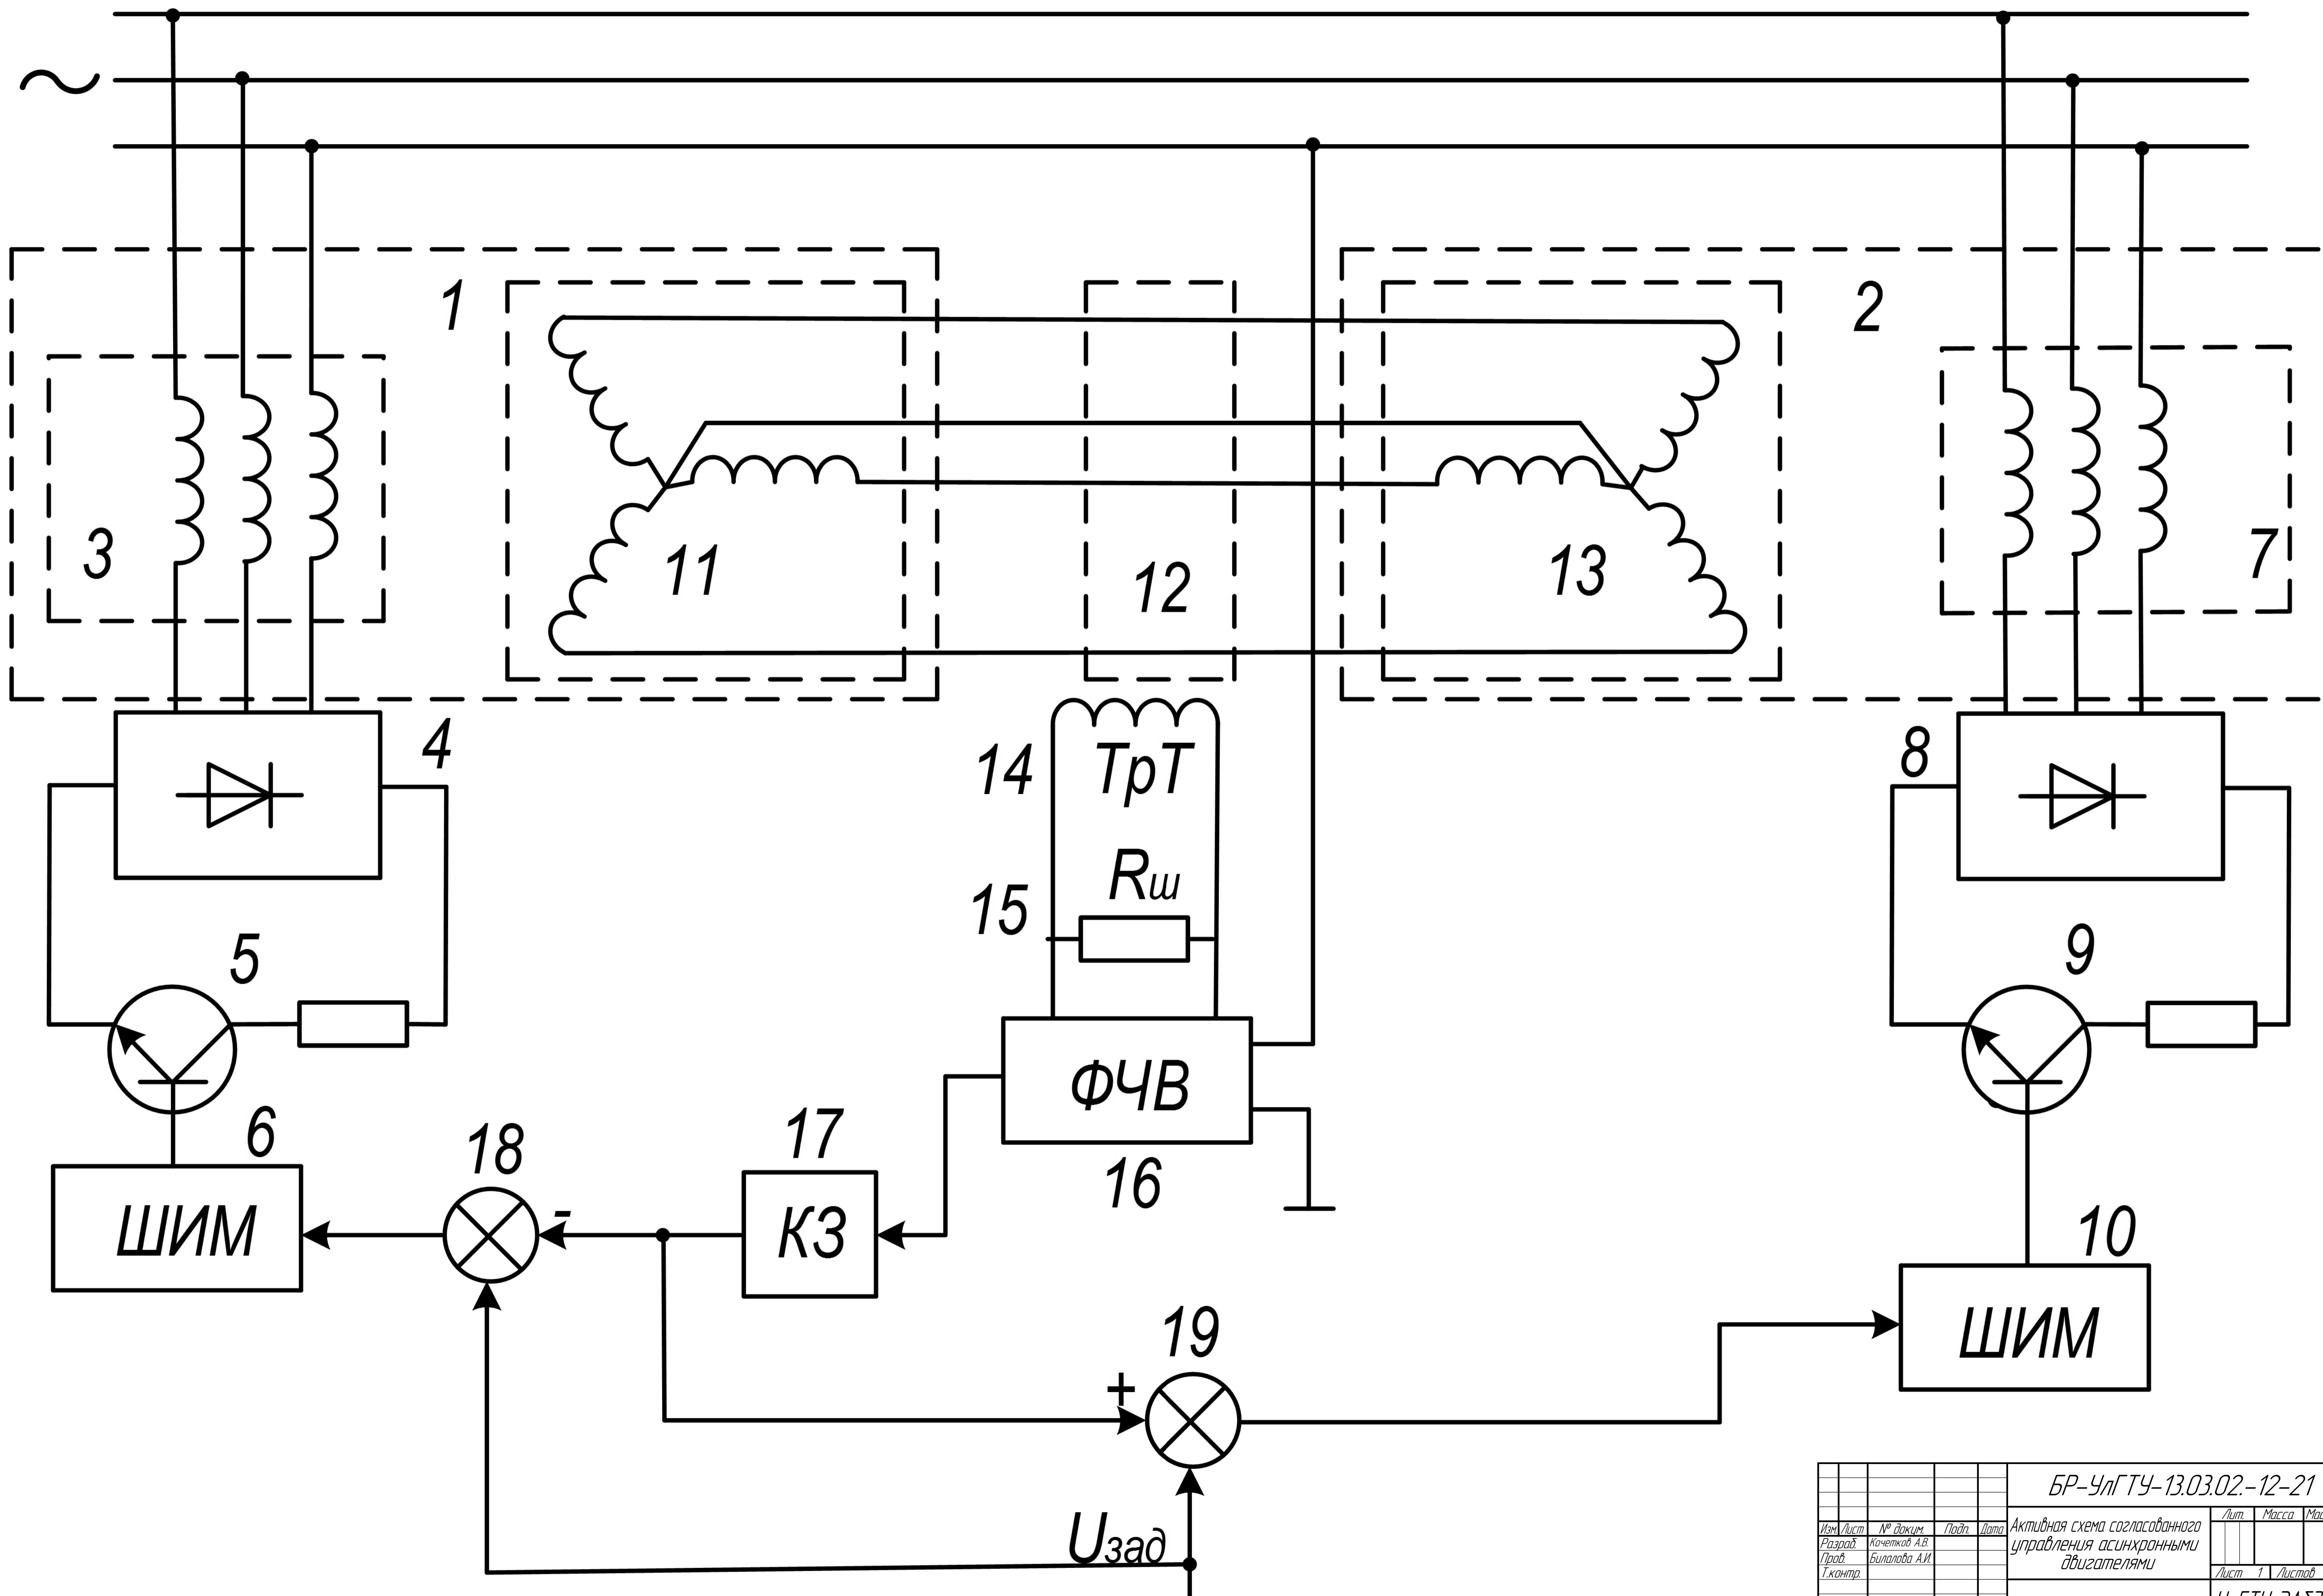 ~
1
2
3
11
12
13
7
4
14
ТрТ
8
Rш
15
5
9
ФЧВ
6
18
17
16
ШИМ
-
КЗ
10
19
ШИМ
+
Uзад
БР-УлГТУ-13.03.02.-12-21
Изм. Лист № докум. Подп. Дата
Разраб. Кочетков А.В.
Пров. Билалова А.И.
Т.контр.
Активная схема согласованного
управления асинхронными
двигателями
Лит. Масса
Лист 1 Листов